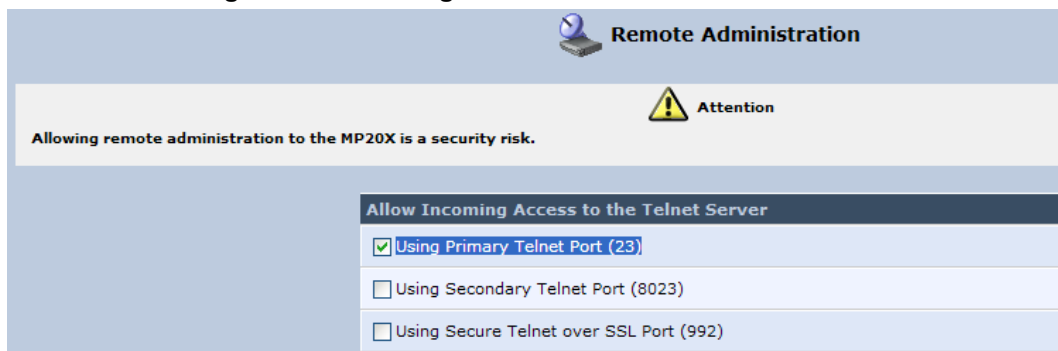 Remote Administration
Attention
Allowing remote administration to the MP20X is a security risk.
Allow Incoming Access to the Telnet Server
Using Primary Telnet Port (23)
Using Secondary Telnet Port (8023)
Using Secure Telnet over SSL Port (992)